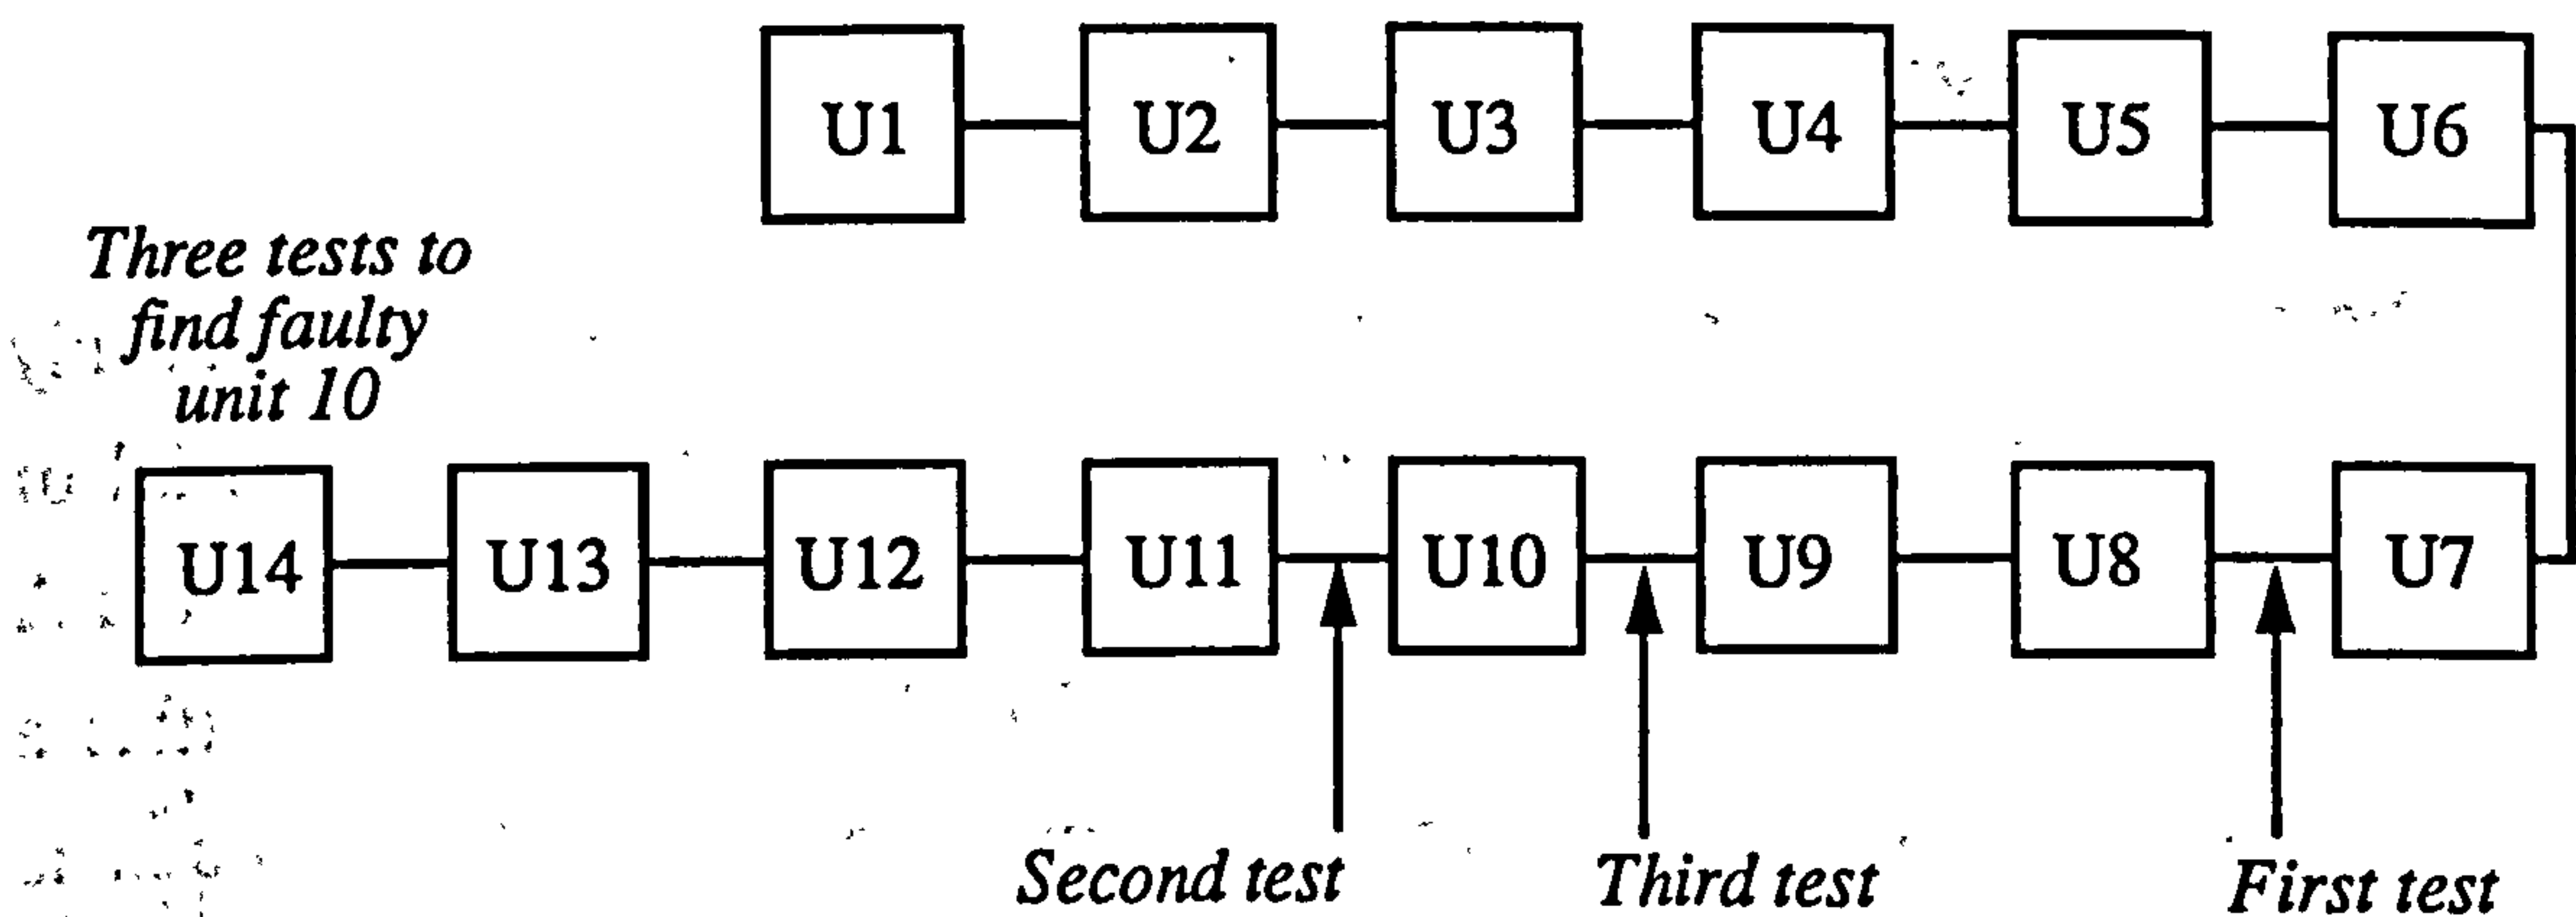 U1 U2 U3 U4 U5 U6
Three tests to
find faulty
unit 10
U14 U13 U12 U11 U10 U9 U8 U7
Second test Third test First test